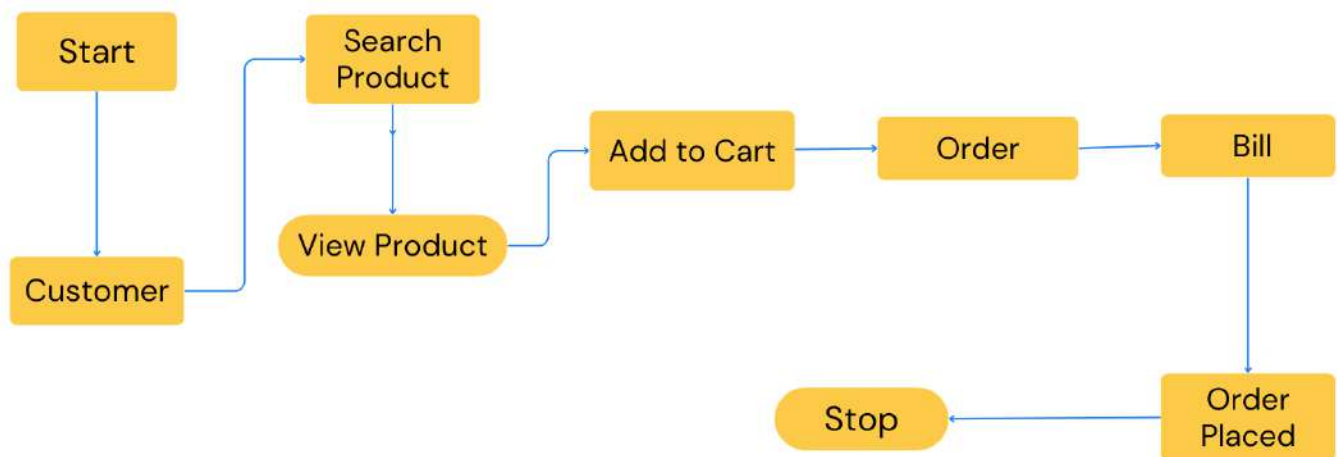 Start
Search
Product
Add to Cart
Order
Bill
View Product
Customer
Stop
Order
Placed